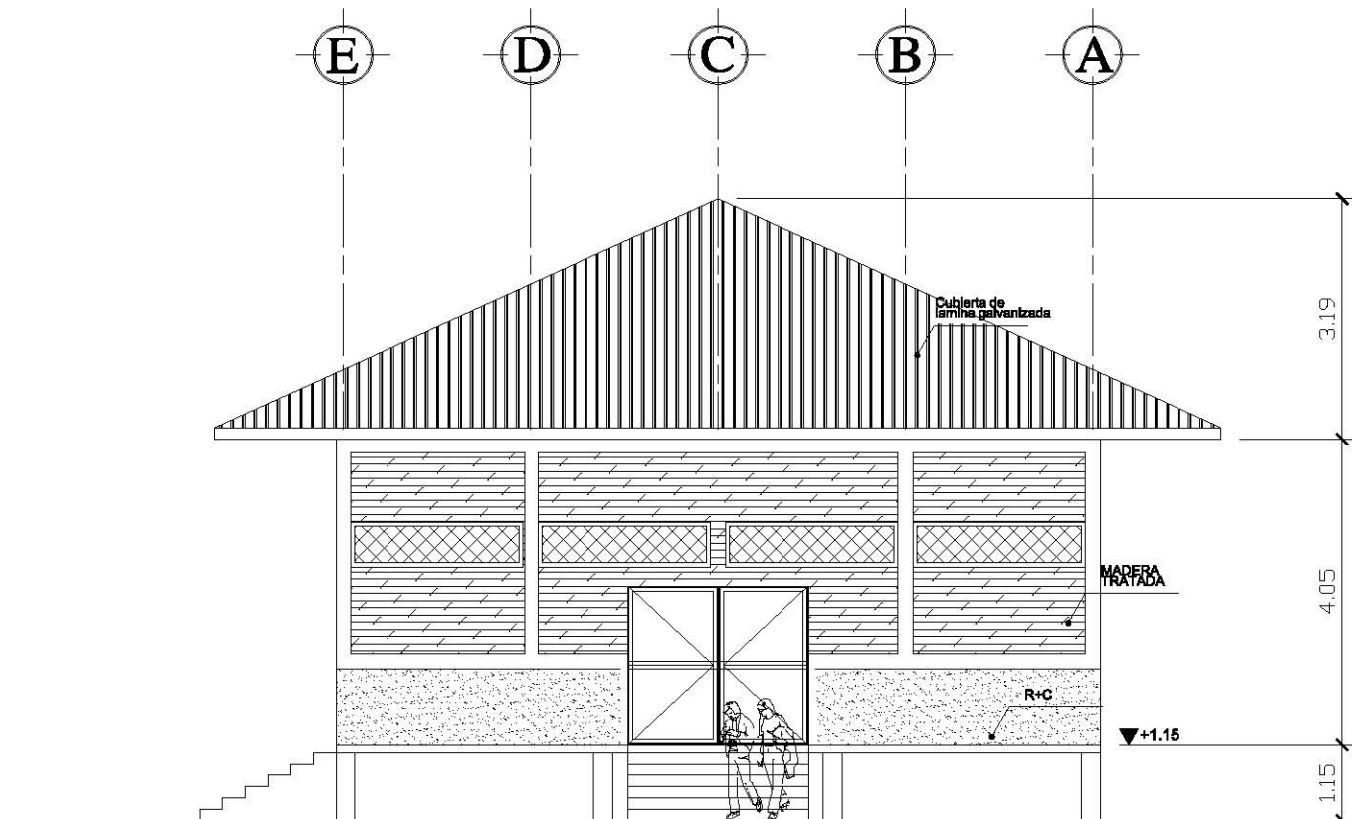 E D C B A
Cubierta de
lamina galvanizada
3.19
MADERA
TRATADA
4.05
R+C
+1.15
1.15